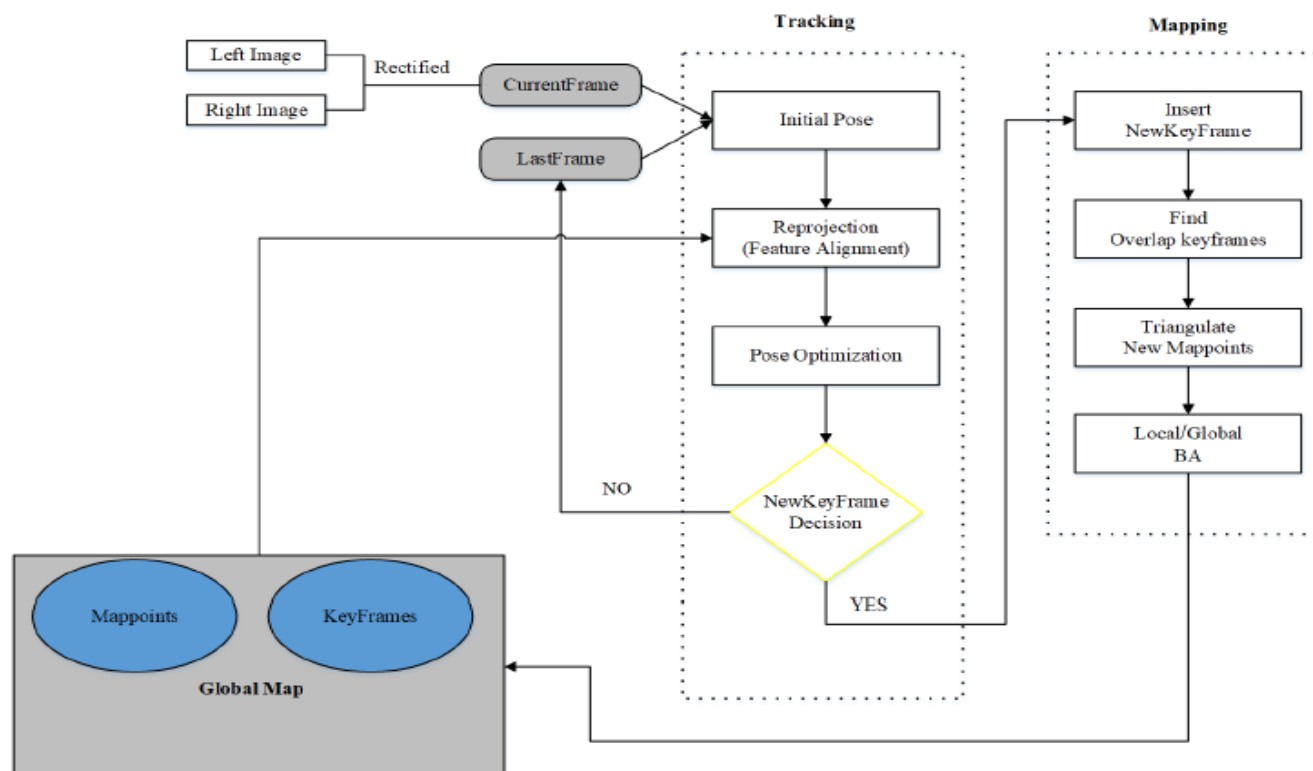 Tracking
Mapping
Left Image
Rectified
Right Image
CurrentFrame
LastFrame
Initial Pose
Reprojection
(Feature Alignment)
Pose Optimization
NewKeyFrame
Decision
NO
YES
Insert
NewKeyFrame
Find
Overlap keyframes
Triangulate
New Mappoints
Local/Global
BA
Mappoints
KeyFrames
Global Map